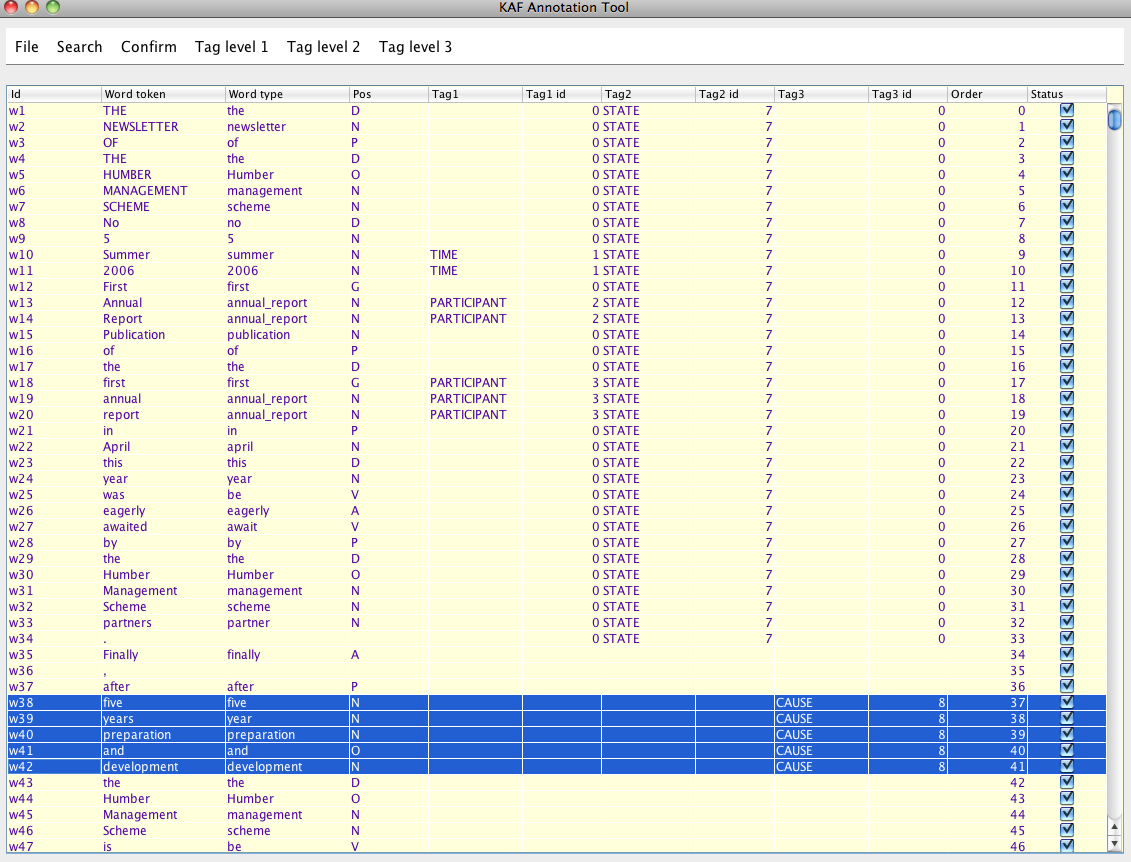 KAF Annotation Tool
File Search Confirm Tag level 1 Tag level 2 Tag level 3
Id Word token Word type Pos Tag1 Tag1 id Tag2 Tag2 id Tag3 Tag3 id Order Status
w1 THE the D 0 STATE 7 0 0
w2 NEWSLETTER newsletter N 0 STATE 7 0 1
w3 OF of P 0 STATE 7 0 2
w4 THE the D 0 STATE 7 0 3
w5 HUMBER Humber O 0 STATE 7 0 4
w6 MANAGEMENT management N 0 STATE 7 0 5
w7 SCHEME scheme N 0 STATE 7 0 6
w8 No no D 0 STATE 7 0 7
w9 5 5 N 0 STATE 7 0 8
w10 Summer summer N TIME 1 STATE 7 0 9
w11 2006 2006 N TIME 1 STATE 7 0 10
w12 First first G 0 STATE 7 0 11
w13 Annual annual_report N PARTICIPANT 2 STATE 7 0 12
w14 Report annual_report N PARTICIPANT 2 STATE 7 0 13
w15 Publication publication N 0 STATE 7 0 14
w16 of of P 0 STATE 7 0 15
w17 the the D 0 STATE 7 0 16
w18 first first G PARTICIPANT 3 STATE 7 0 17
w19 annual annual_report N PARTICIPANT 3 STATE 7 0 18
w20 report annual_report N PARTICIPANT 3 STATE 7 0 19
w21 in in P 0 STATE 7 0 20
w22 April april N 0 STATE 7 0 21
w23 this this D 0 STATE 7 0 22
w24 year year N 0 STATE 7 0 23
w25 was be V 0 STATE 7 0 24
w26 eagerly eagerly A 0 STATE 7 0 25
w27 awaited await V 0 STATE 7 0 26
w28 by by P 0 STATE 7 0 27
w29 the the D 0 STATE 7 0 28
w30 Humber Humber O 0 STATE 7 0 29
w31 Management management N 0 STATE 7 0 30
w32 Scheme scheme N 0 STATE 7 0 31
w33 partners partner N 0 STATE 7 0 32
w34 . 0 STATE 7 0 33
w35 Finally finally A 34
w36 , 35
w37 after after P 36
w38 five five N CAUSE 8 37
w39 years year N CAUSE 8 38
w40 preparation preparation N CAUSE 8 39
w41 and and O CAUSE 8 40
w42 development development N CAUSE 8 41
w43 the the D 42
w44 Humber Humber O 43
w45 Management management N 44
w46 Scheme scheme N 45
w47 is be V 46